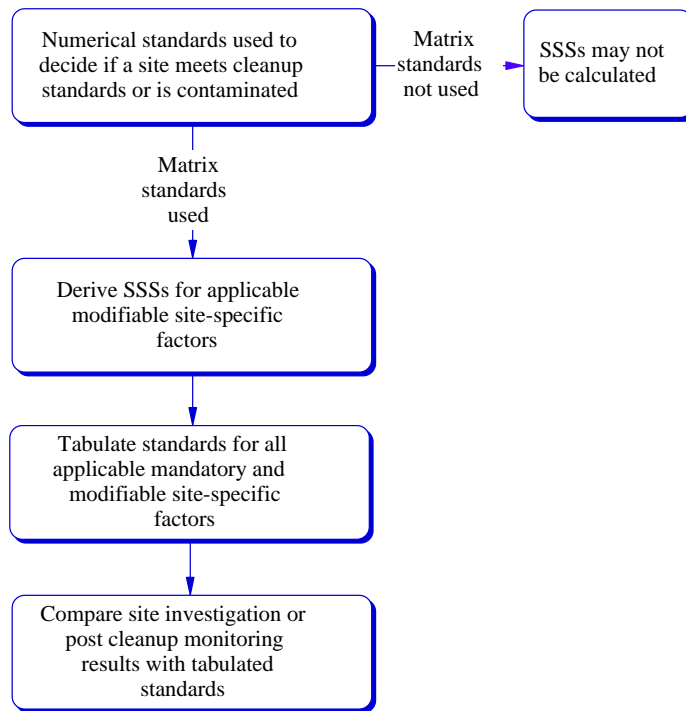 Numerical standards used to
decide if a site meets cleanup
standards or is contaminated
Matrix
standards
not used
SSSs may not
be calculated
Matrix
standards
used
Derive SSSs for applicable
modifiable site-specific
factors
Tabulate standards for all
applicable mandatory and
modifiable site-specific
factors
Compare site investigation or
post cleanup monitoring
results with tabulated
standards